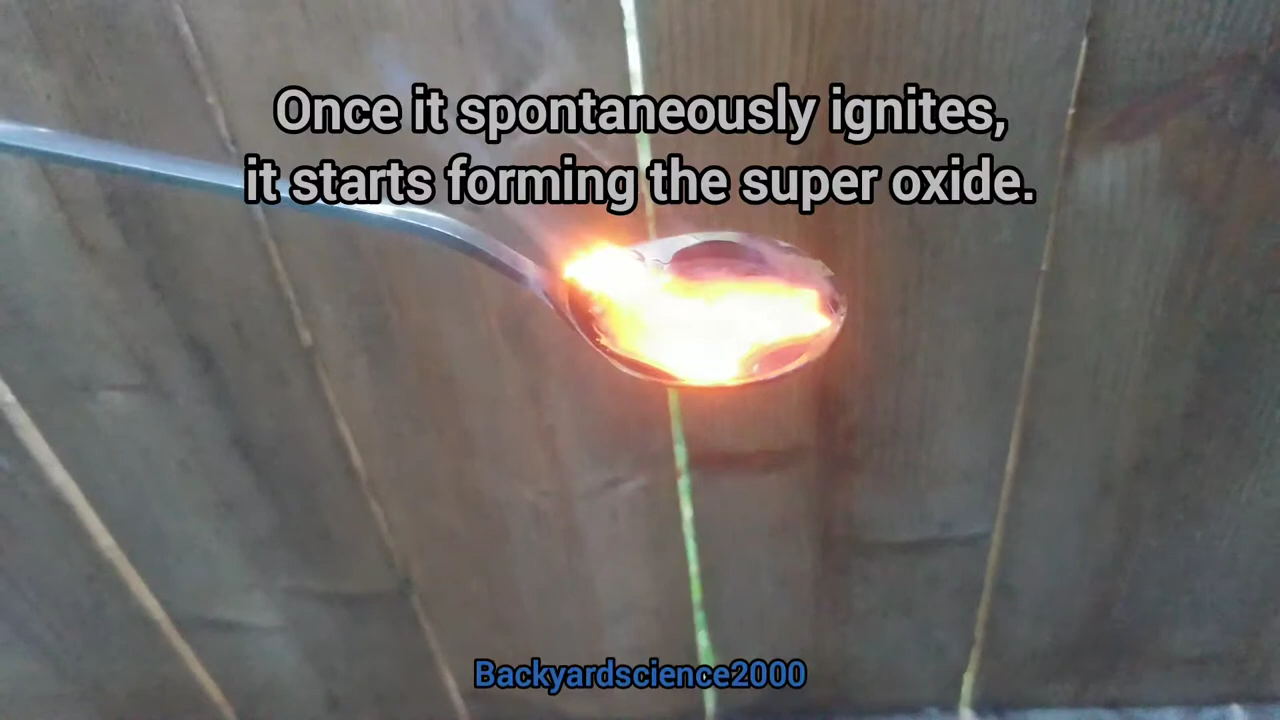 Once it spontaneously ignites,
it starts forming the super oxide.
Backyardscience2000